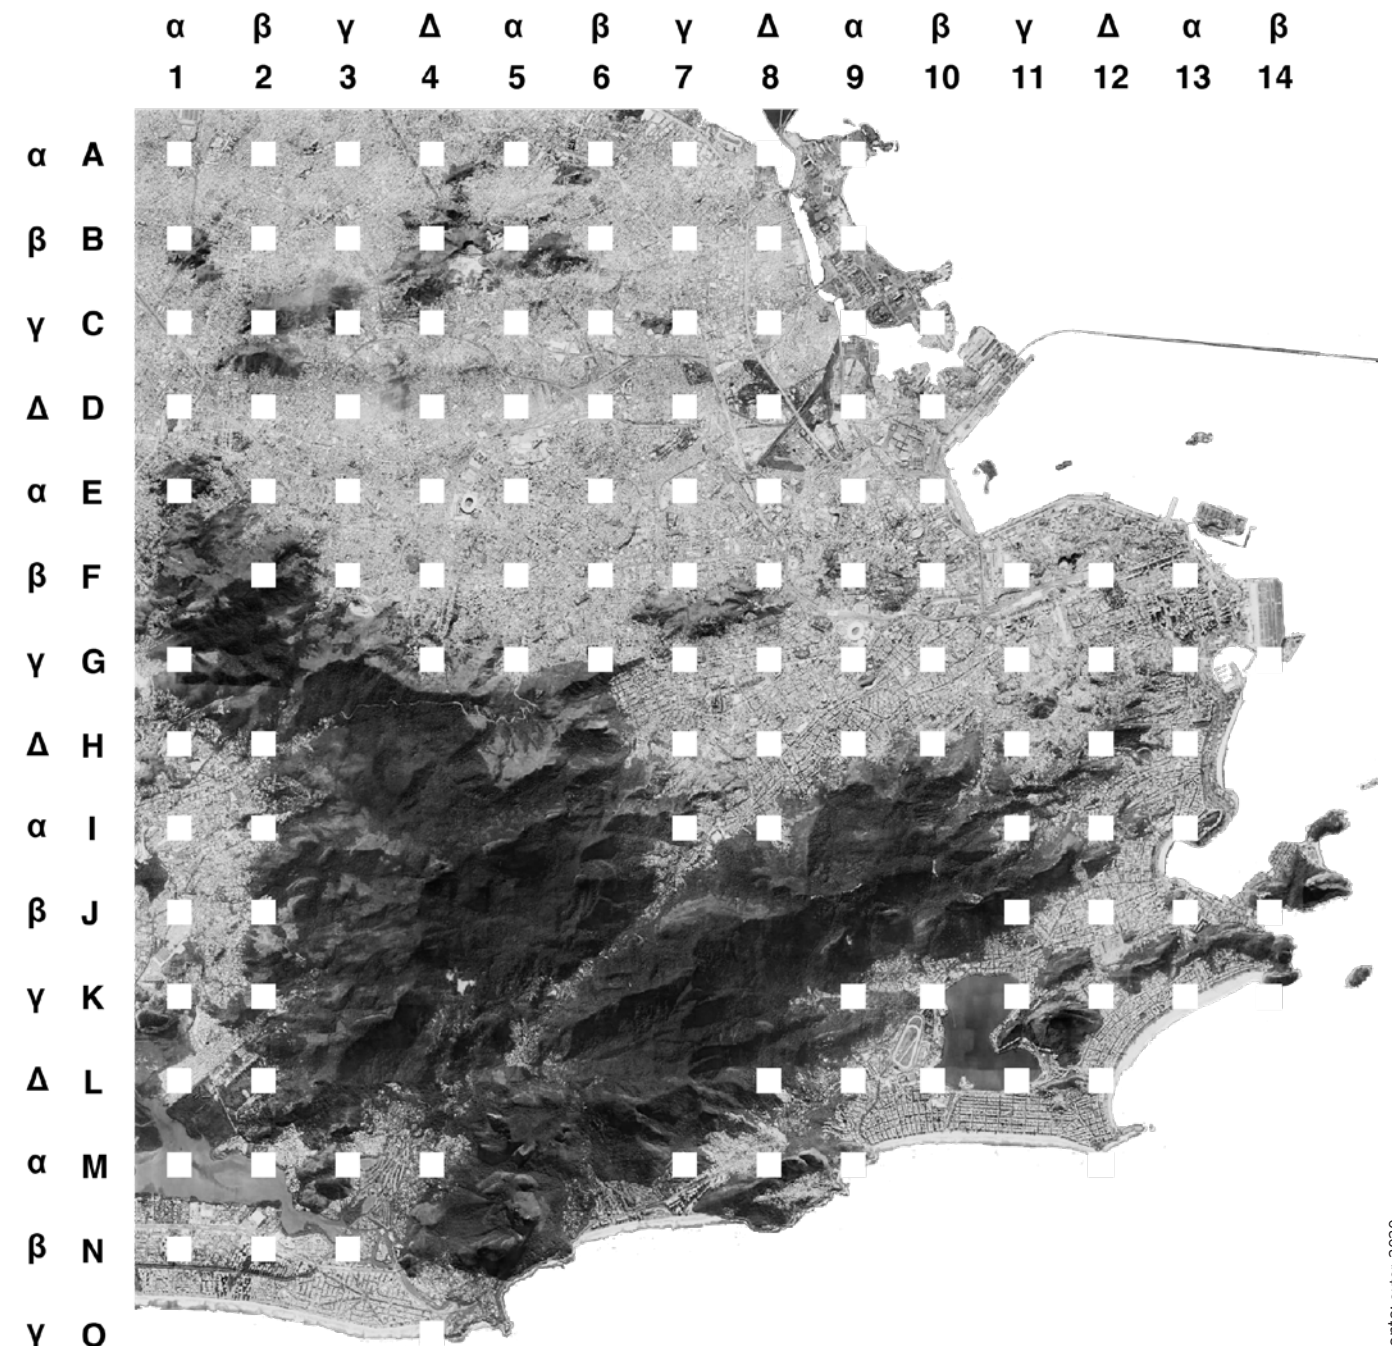 α β γ Δ α β γ Δ α β γ Δ α β
1 2 3 4 5 6 7 8 9 10 11 12 13 14
α A
β B
γ C
Δ D
α E
β F
γ G
Δ H
α I
β J
γ K
Δ L
α M
β N
γ O